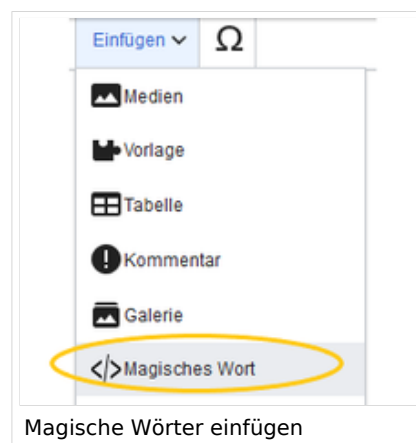 Einfügen Ω
Medien
Vorlage
Tabelle
Kommentar
Galerie
</>Magisches Wort
Magische Wörter einfügen